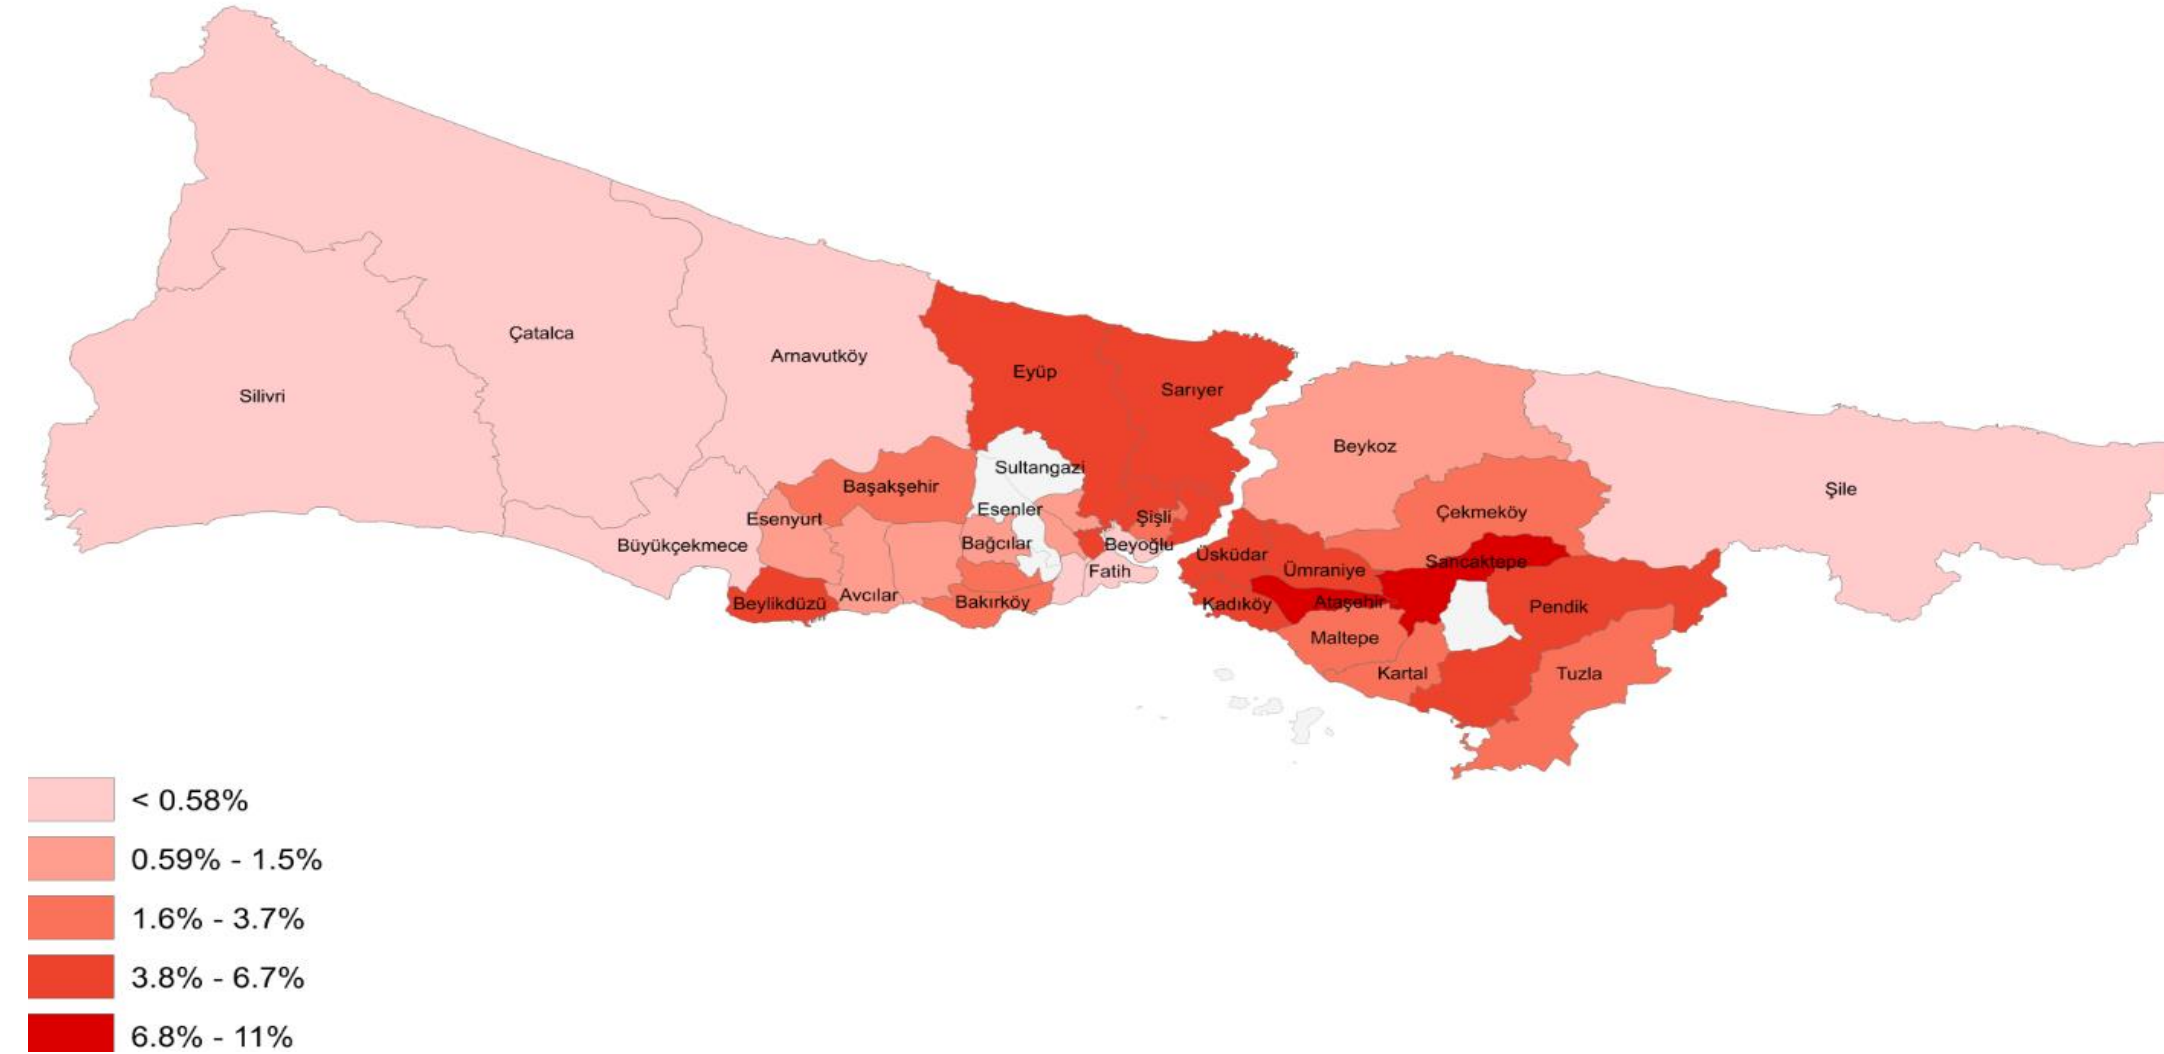 Çatalca
Arnavutköy
Eyüp
Sarıyer
Silivri
Beykoz
Sultangazi
Başakşehir
Şile
Esenyurt
Esenler
Şişli
Çekmeköy
Büyükçekmece
Bağcılar
Beyoğlu
Fatih
Üsküdar
Ümraniye
Sancaktepe
Beylikdüzü
Avcılar
Bakırköy
Kadıköy
Ataşehir
Pendik
Maltepe
Kartal
Tuzla
< 0.58%
0.59% - 1.5%
1.6% - 3.7%
3.8% - 6.7%
6.8% - 11%